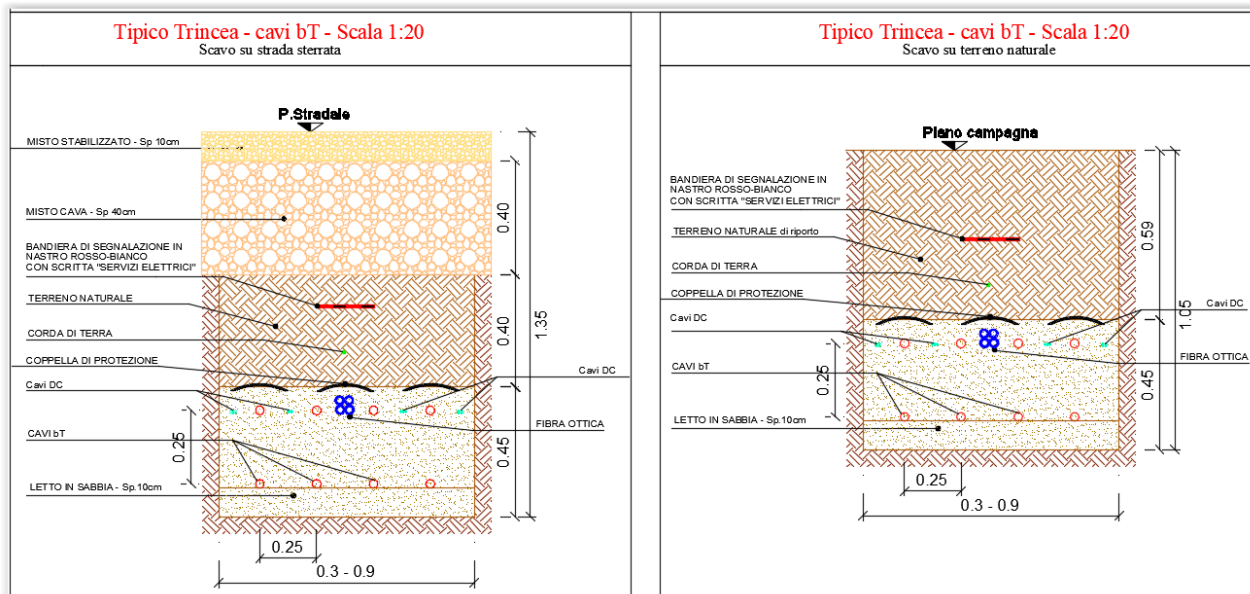 Tipico Trincea - cavi bT - Scala 1:20
Scavo su strada sterrata
P.Stradale
MISTO STABILIZZATO - Sp 10cm
MISTO CAVA - Sp 40cm
BANDIERA DI SEGNALAZIONE IN
NASTRO ROSSO-BIANCO
CON SCRITTA "SERVIZI ELETTRICI"
TERRENO NATURALE
CORDA DI TERRA
COPPELLA DI PROTEZIONE
Cavi DC
CAVI bT
LETTO IN SABBIA - Sp.10cm
Cavi DC
FIBRA OTTICA
0.40
0.40
0.45
1.35
0.25
0.25
0.3 - 0.9
Tipico Trincea - cavi bT - Scala 1:20
Scavo su terreno naturale
Piano campagna
BANDIERA DI SEGNALAZIONE IN
NASTRO ROSSO-BIANCO
CON SCRITTA "SERVIZI ELETTRICI"
TERRENO NATURALE di riporto
CORDA DI TERRA
COPPELLA DI PROTEZIONE
Cavi DC
CAVI bT
LETTO IN SABBIA - Sp.10cm
Cavi DC
FIBRA OTTICA
0.59
1.05
0.45
0.25
0.25
0.3 - 0.9